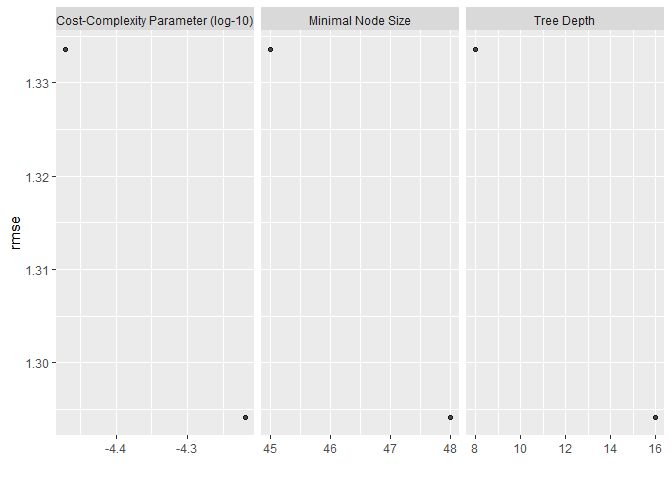 Cost-Complexity Parameter (log-10) Minimal Node Size Tree Depth
1.33
1.32
1.31
1.30
rmse
-4.4 -4.3 45 46 47 48 8 10 12 14 16